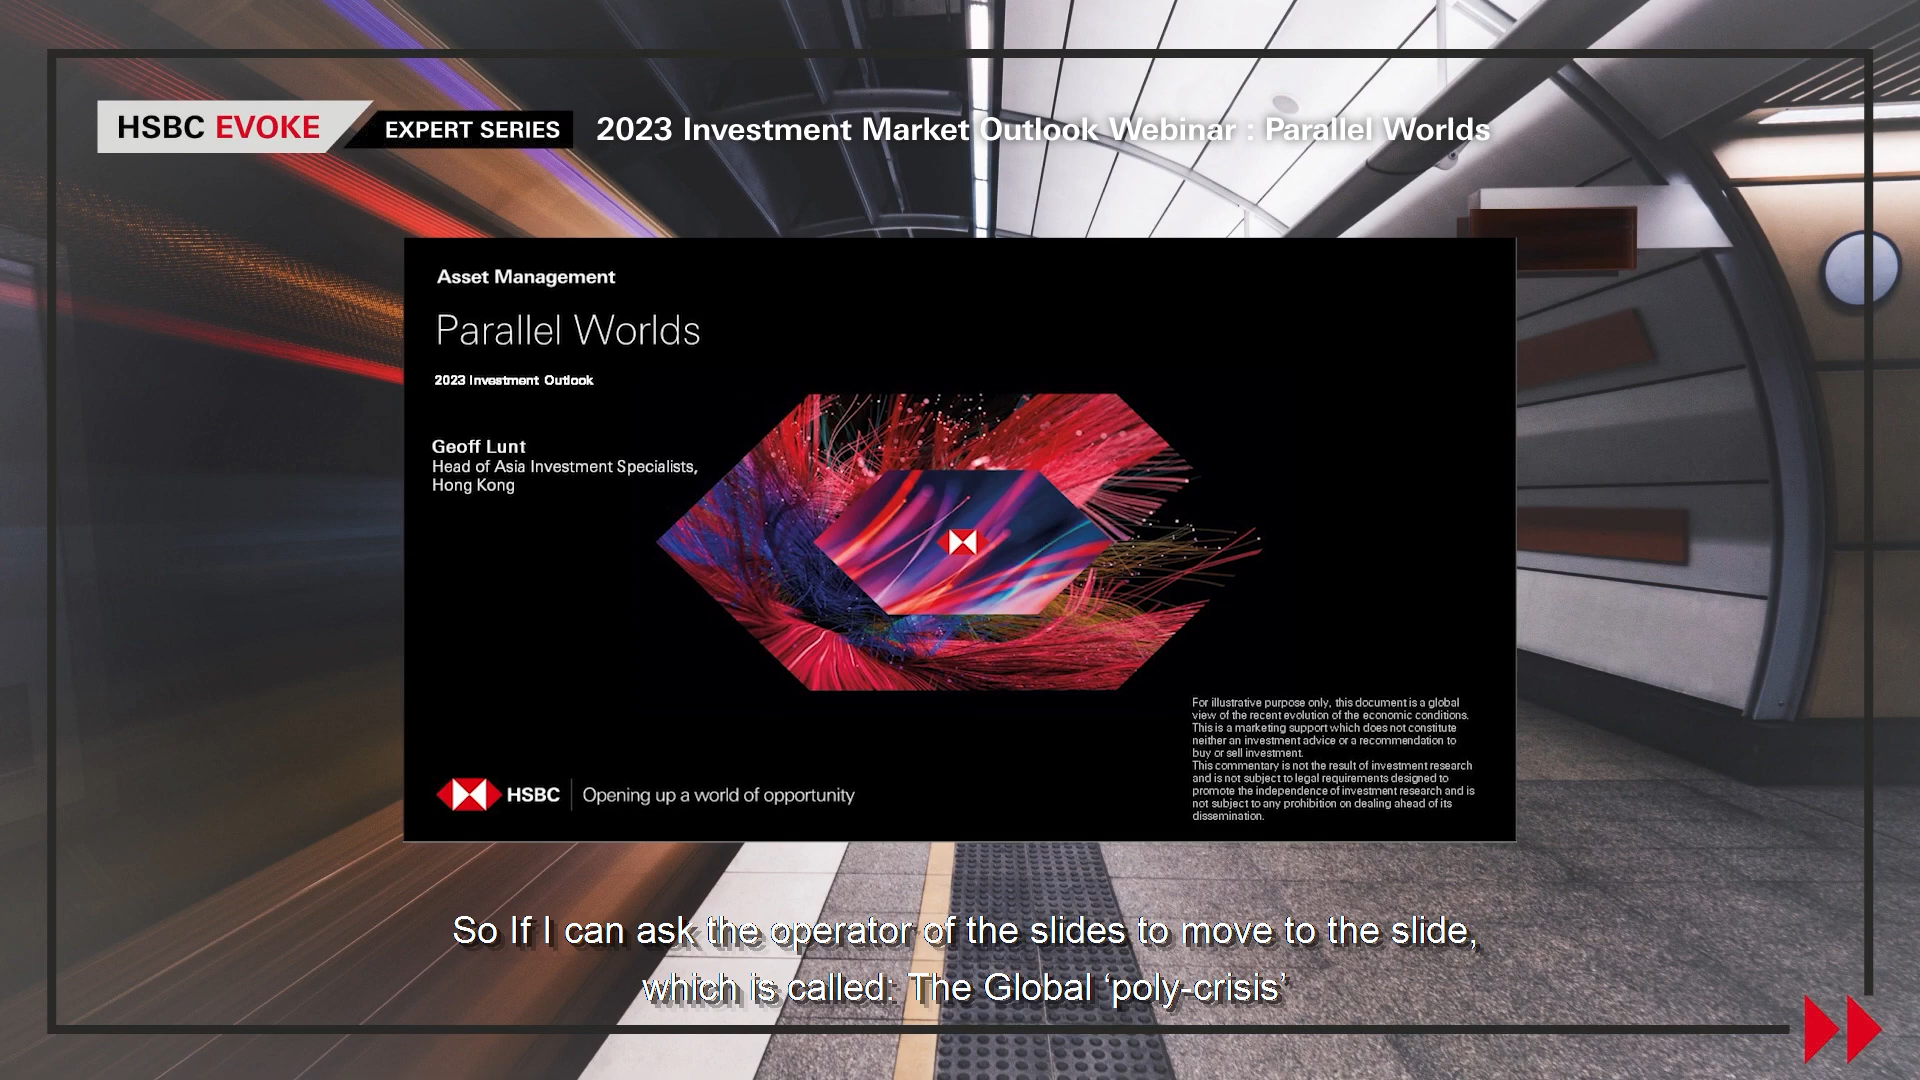 HSBC EVOKE
EXPERT SERIES
2023 Investment Market Outlook Webinar : Parallel Worlds
Asset Management
Parallel Worlds
2023 Investment Outlook
Geoff Lunt
Head of Asia Investment Specialists,
Hong Kong
For illustrative purpose only, this document is a global
view of the recent evolution of the economic conditions.
This is a marketing support which does not constitute
neither an investment advice or a recommendation to
buy or sell investment.
This commentary is not the result of investment research
and is not subject to legal requirements designed to
promote the independence of investment research and is
not subject to any prohibition on dealing ahead of its
dissemination.
HSBC
Opening up a world of opportunity
So If I can ask the operator of the slides to move to the slide,
which is called: The Global ‘poly-crisis’